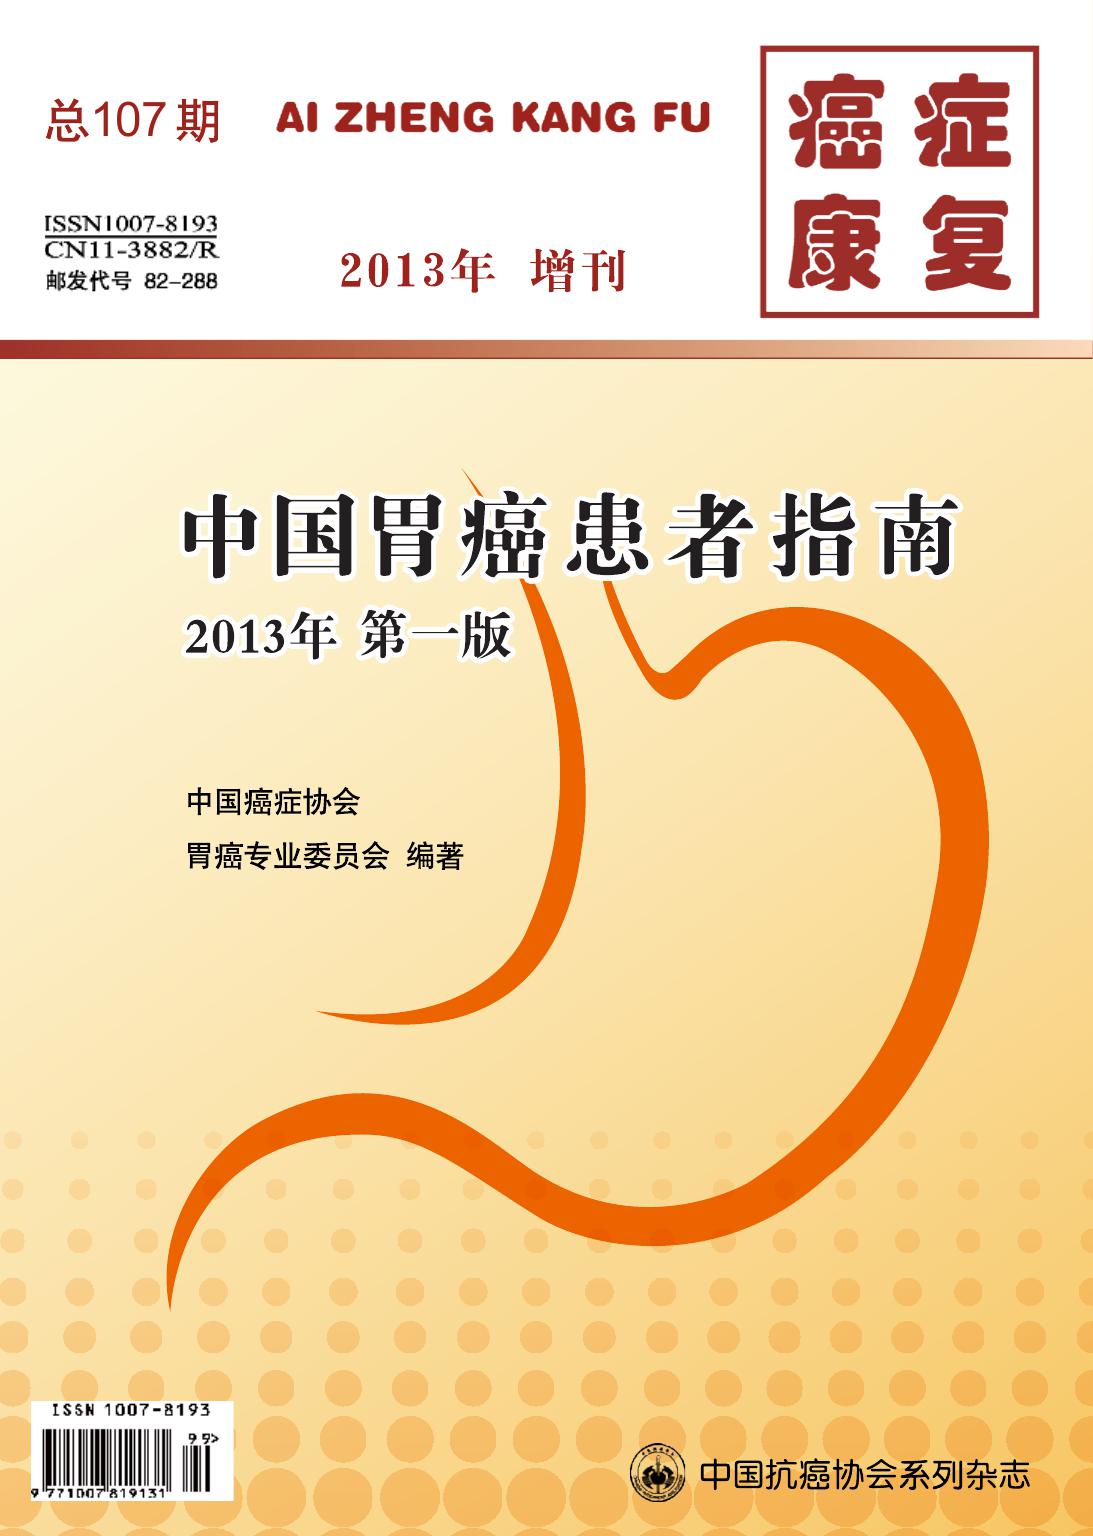 总107期
AI ZHENG KANG FU
癌症
康复
ISSN1007-8193
CN11-3882/R
邮发代号 82-288
2013年 增刊
中国胃癌患者指南
2013年 第一版
中国癌症协会
胃癌专业委员会 编著
ISSN 1007-8193
99>
9 771007 819131
中国抗癌协会系列杂志